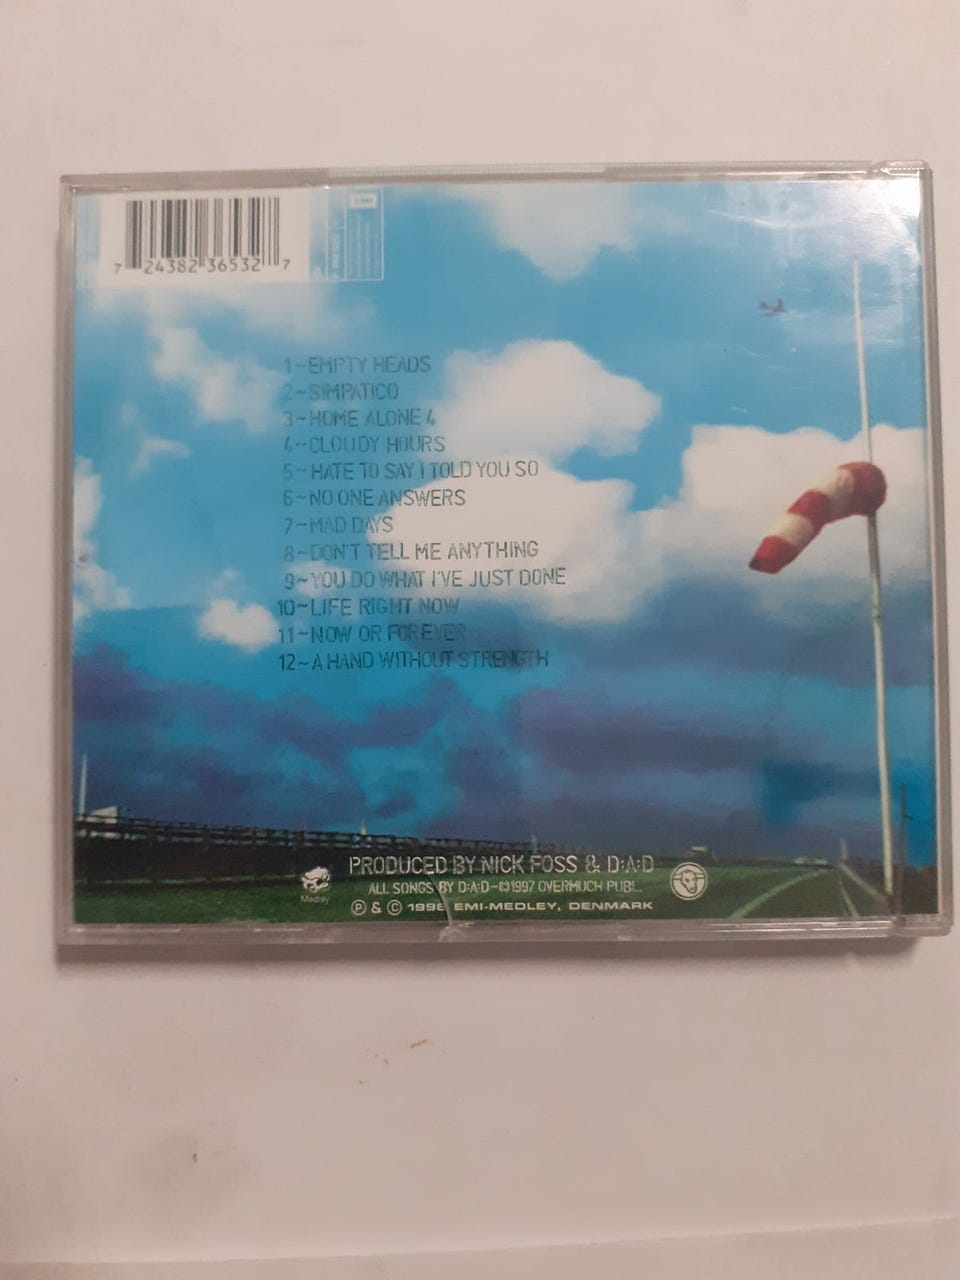 7 24382 36532 7
EMI
1~EMPTY HEADS
2~SIMPATICO
3~HOME ALONE 4
4~CLOUDY HOURS
5~HATE TO SAY I TOLD YOU SO
6~NO ONE ANSWERS
7~MAD DAYS
8~DON'T TELL ME ANYTHING
9~YOU DO WHAT I'VE JUST DONE
10~LIFE RIGHT NOW
11~NOW OR FOREVER
12~A HAND WITHOUT STRENGTH
PRODUCED BY NICK FOSS & D:A:D
ALL SONGS BY D:A:D-©1997 OVERMUCH PUBL.
Medley
℗ & © 1998 EMI-MEDLEY, DENMARK